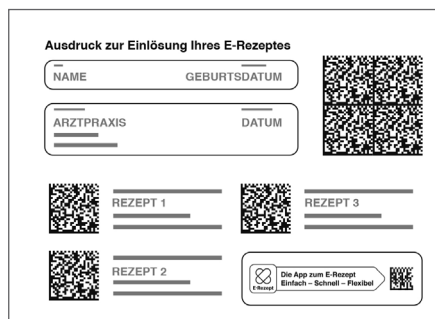 Ausdruck zur Einlösung Ihres E-Rezeptes
NAME GEBURTSDATUM
ARZTPRAXIS DATUM
REZEPT 1
REZEPT 3
REZEPT 2
E-Rezept
Die App zum E-Rezept
Einfach – Schnell – Flexibel